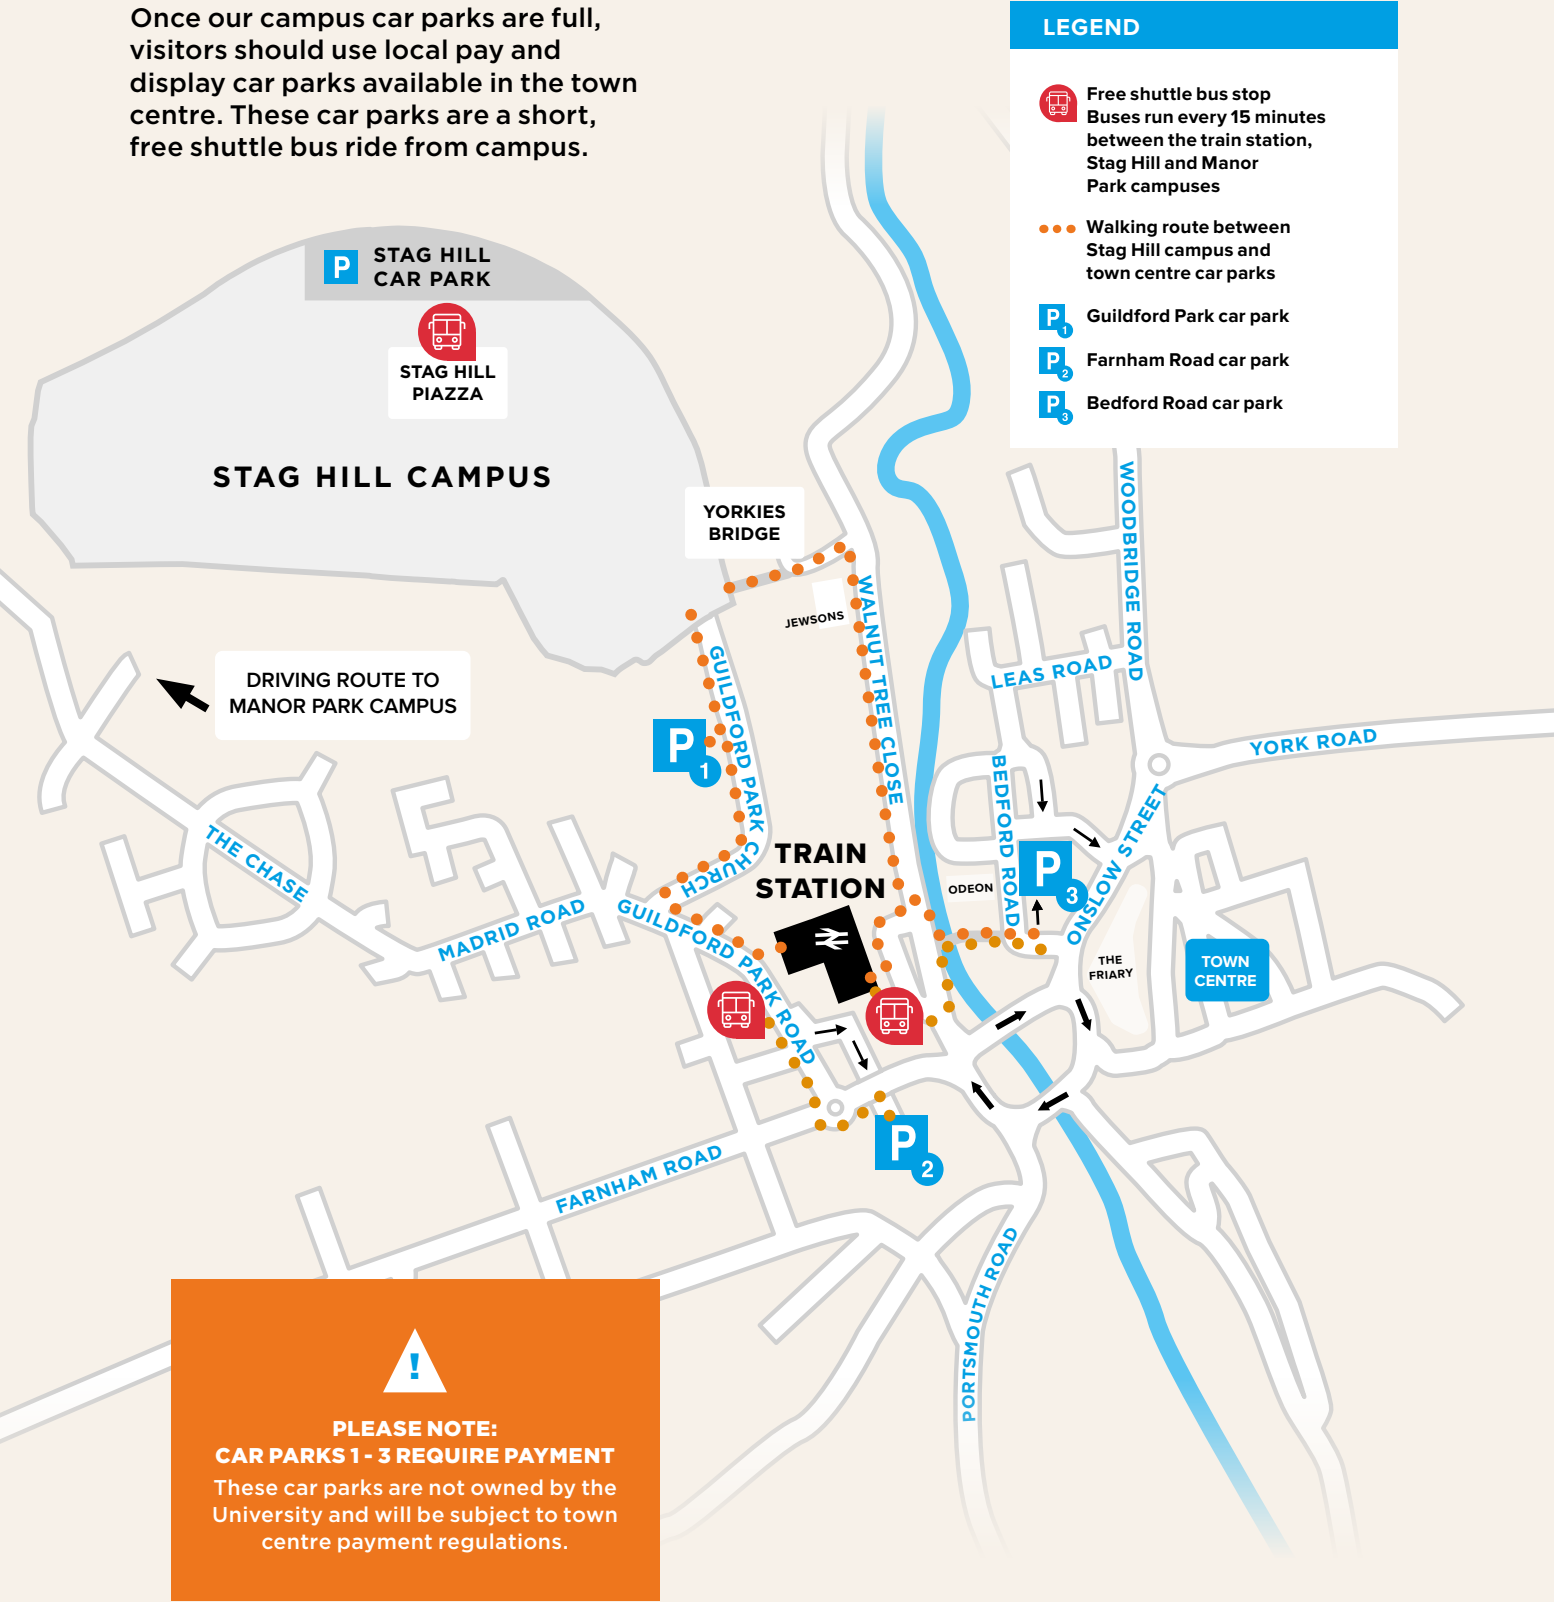 Once our campus car parks are full,
visitors should use local pay and
display car parks available in the town
centre. These car parks are a short,
free shuttle bus ride from campus.
LEGEND
Free shuttle bus stop
Buses run every 15 minutes
between the train station,
Stag Hill and Manor
Park campuses
Walking route between
Stag Hill campus and
town centre car parks
P1
Guildford Park car park
P2
Farnham Road car park
P3
Bedford Road car park
P
STAG HILL
CAR PARK
STAG HILL
PIAZZA
STAG HILL CAMPUS
YORKIES
BRIDGE
JEWSONS
WALNUT TREE CLOSE
WOODBRIDGE ROAD
LEAS ROAD
YORK ROAD
DRIVING ROUTE TO
MANOR PARK CAMPUS
GUILDFORD PARK
CHURCH
P1
BEDFORD ROAD
ONSLOW STREET
THE CHASE
TRAIN
STATION
P3
ODEON
MADRID ROAD
GUILDFORD PARK ROAD
THE
FRIARY
TOWN
CENTRE
P2
FARNHAM ROAD
PORTSMOUTH ROAD
!
PLEASE NOTE:
CAR PARKS 1 - 3 REQUIRE PAYMENT
These car parks are not owned by the
University and will be subject to town
centre payment regulations.